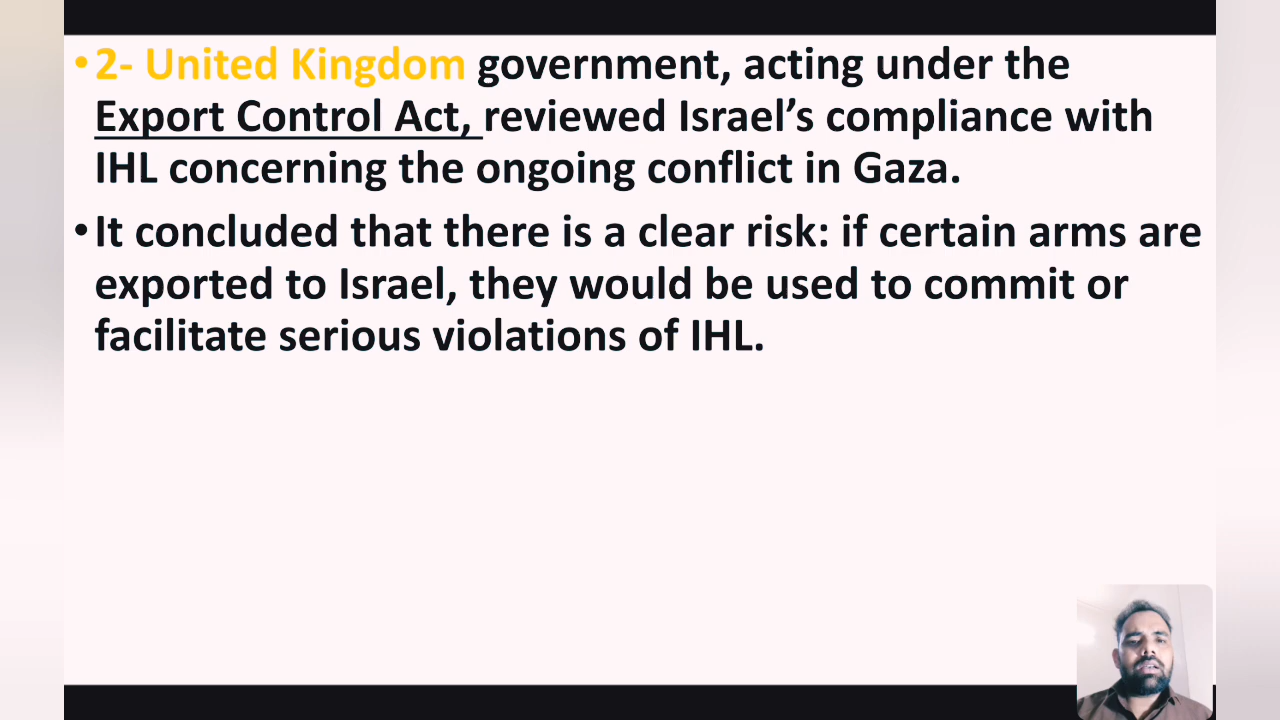 •2- United Kingdom government, acting under the
Export Control Act, reviewed Israel’s compliance with
IHL concerning the ongoing conflict in Gaza.
•It concluded that there is a clear risk: if certain arms are
exported to Israel, they would be used to commit or
facilitate serious violations of IHL.